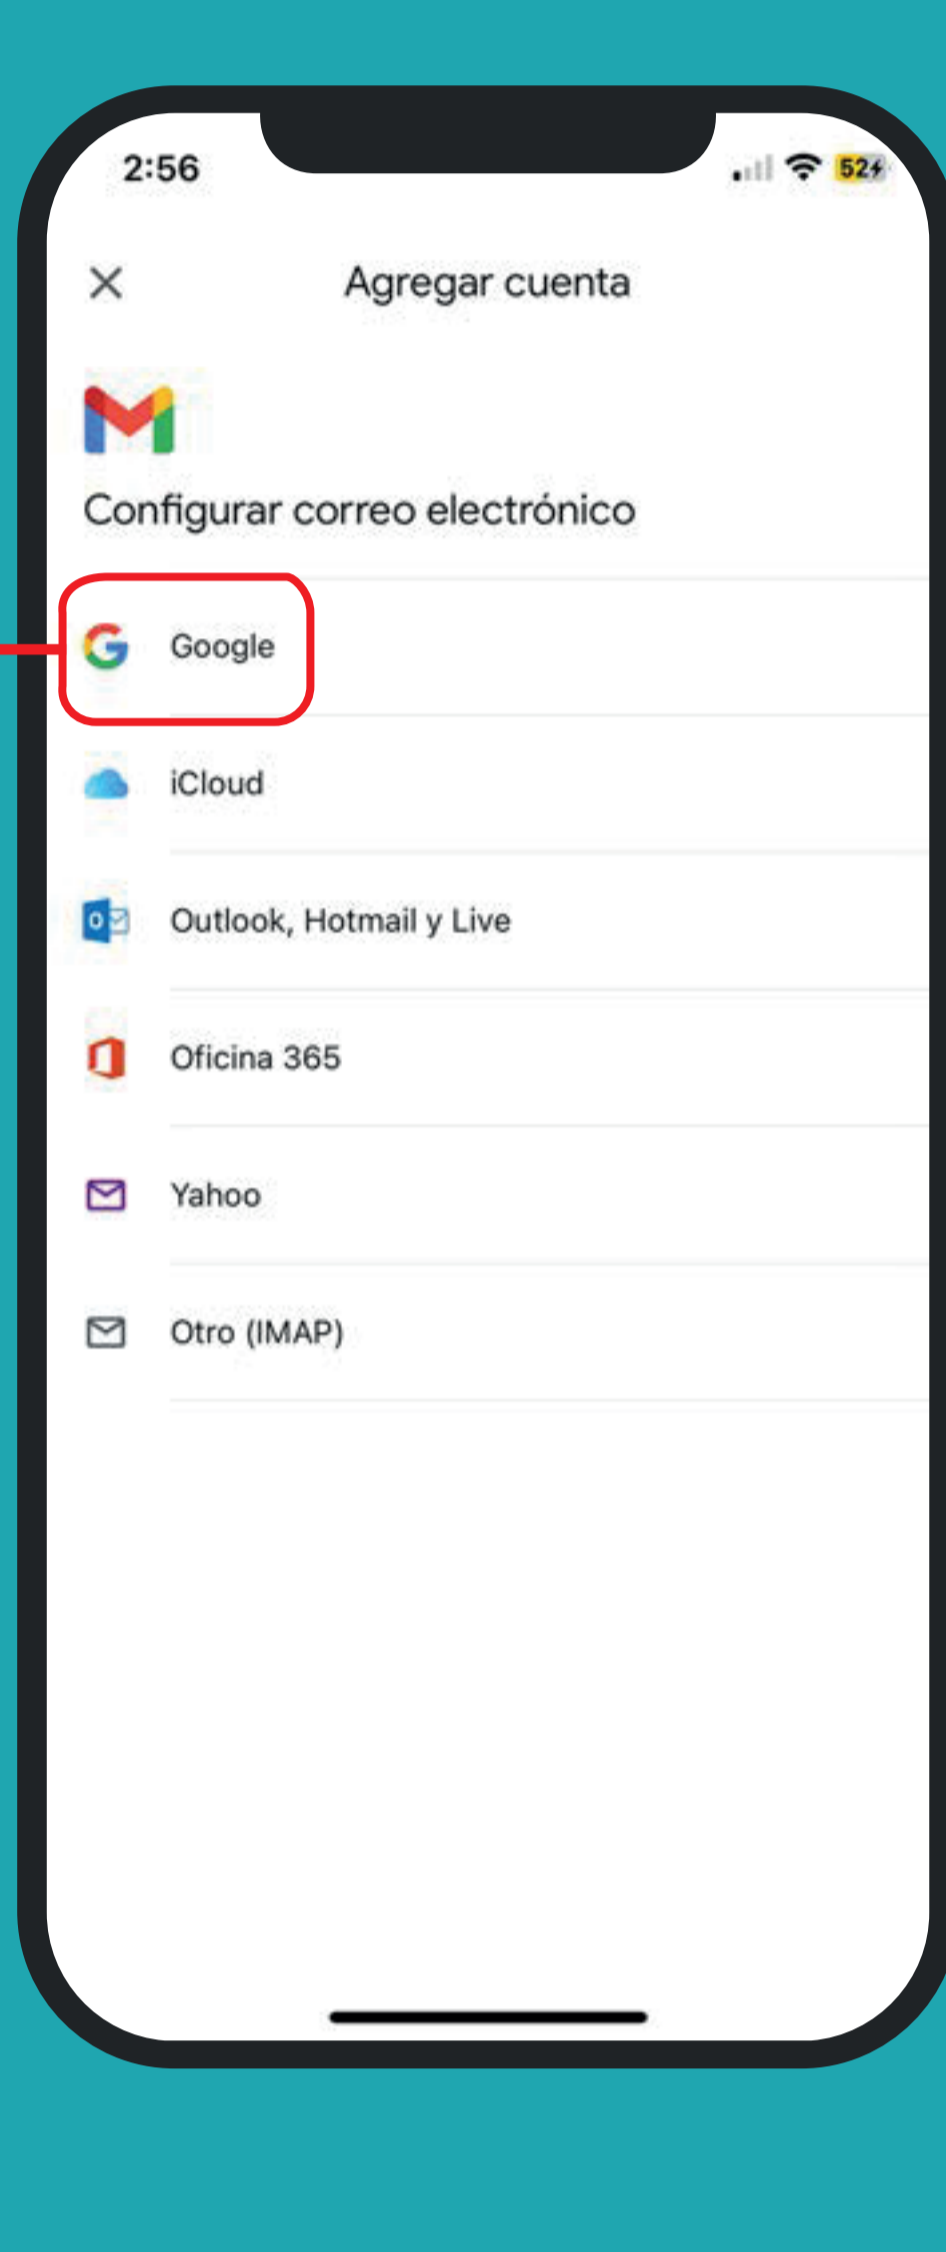 2:56
52
Agregar cuenta
Configurar correo electrónico
Google
iCloud
Outlook, Hotmail y Live
Oficina 365
Yahoo
Otro (IMAP)